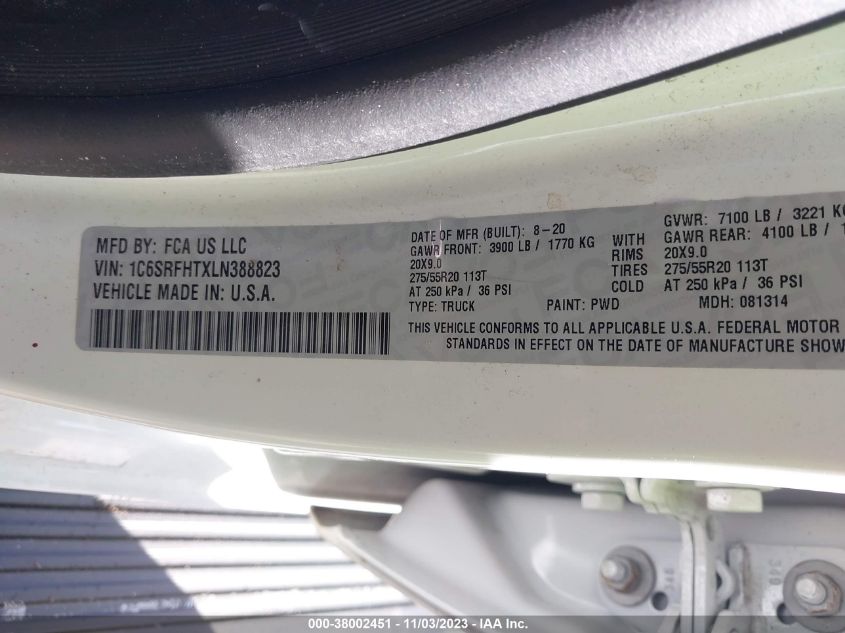 MFD BY: FCA US LLC
VIN: 1C6SRFHTXLN388823
VEHICLE MADE IN: U.S.A.
DATE OF MFR (BUILT): 8-20
GAWR FRONT: 3900 LB / 1770 KG
20X9.0
275/55R20 113T
AT 250 kPa / 36 PSI
TYPE: TRUCK
WITH
RIMS
TIRES
COLD
PAINT: PWD
GVWR: 7100 LB / 3221 KG
GAWR REAR: 4100 LB / 1
20X9.0
275/55R20 113T
AT 250 kPa / 36 PSI
MDH: 081314
THIS VEHICLE CONFORMS TO ALL APPLICABLE U.S.A. FEDERAL MOTOR
STANDARDS IN EFFECT ON THE DATE OF MANUFACTURE SHOW
346
000-38002451 - 11/03/2023 - IAA Inc.